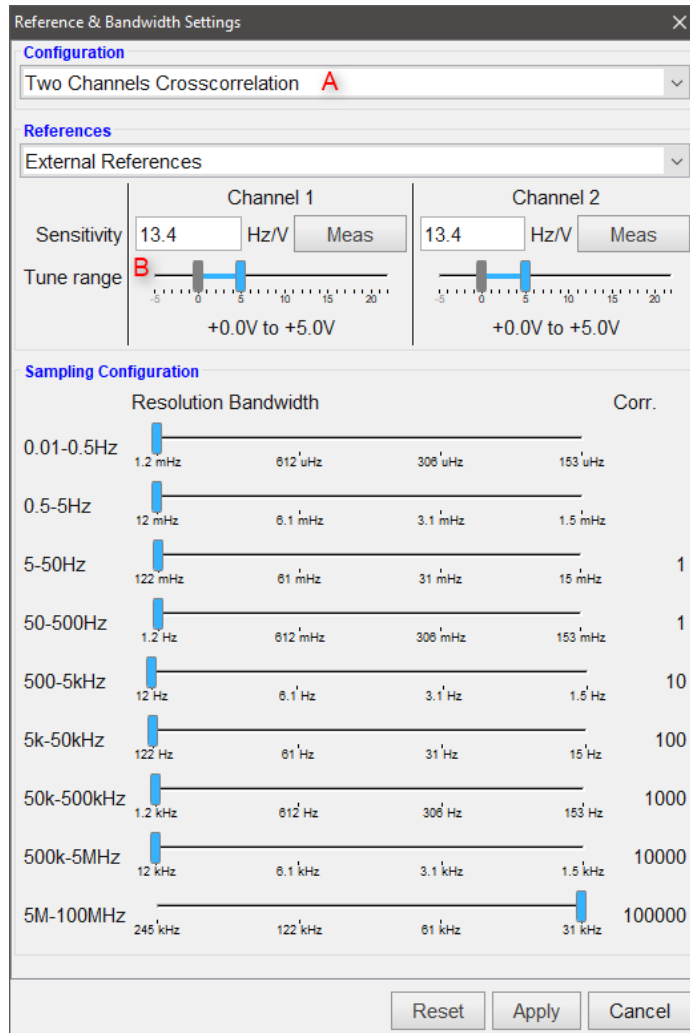 Reference & Bandwidth Settings ×
Configuration
Two Channels Crosscorrelation A
References
External References
Channel 1 Channel 2
Sensitivity 13.4 Hz/V Meas 13.4 Hz/V Meas
Tune range B
-5 0 5 10 15 20 -5 0 5 10 15 20
+0.0V to +5.0V +0.0V to +5.0V
Sampling Configuration
Resolution Bandwidth Corr.
0.01-0.5Hz
1.2 mHz 612 uHz 306 uHz 153 uHz
0.5-5Hz
12 mHz 6.1 mHz 3.1 mHz 1.5 mHz
5-50Hz 1
122 mHz 61 mHz 31 mHz 15 mHz
50-500Hz 1
1.2 Hz 612 mHz 306 mHz 153 mHz
500-5kHz 10
12 Hz 6.1 Hz 3.1 Hz 1.5 Hz
5k-50kHz 100
122 Hz 61 Hz 31 Hz 15 Hz
50k-500kHz 1000
1.2 kHz 612 Hz 306 Hz 153 Hz
500k-5MHz 10000
12 kHz 6.1 kHz 3.1 kHz 1.5 kHz
5M-100MHz 100000
245 kHz 122 kHz 61 kHz 31 kHz
Reset Apply Cancel